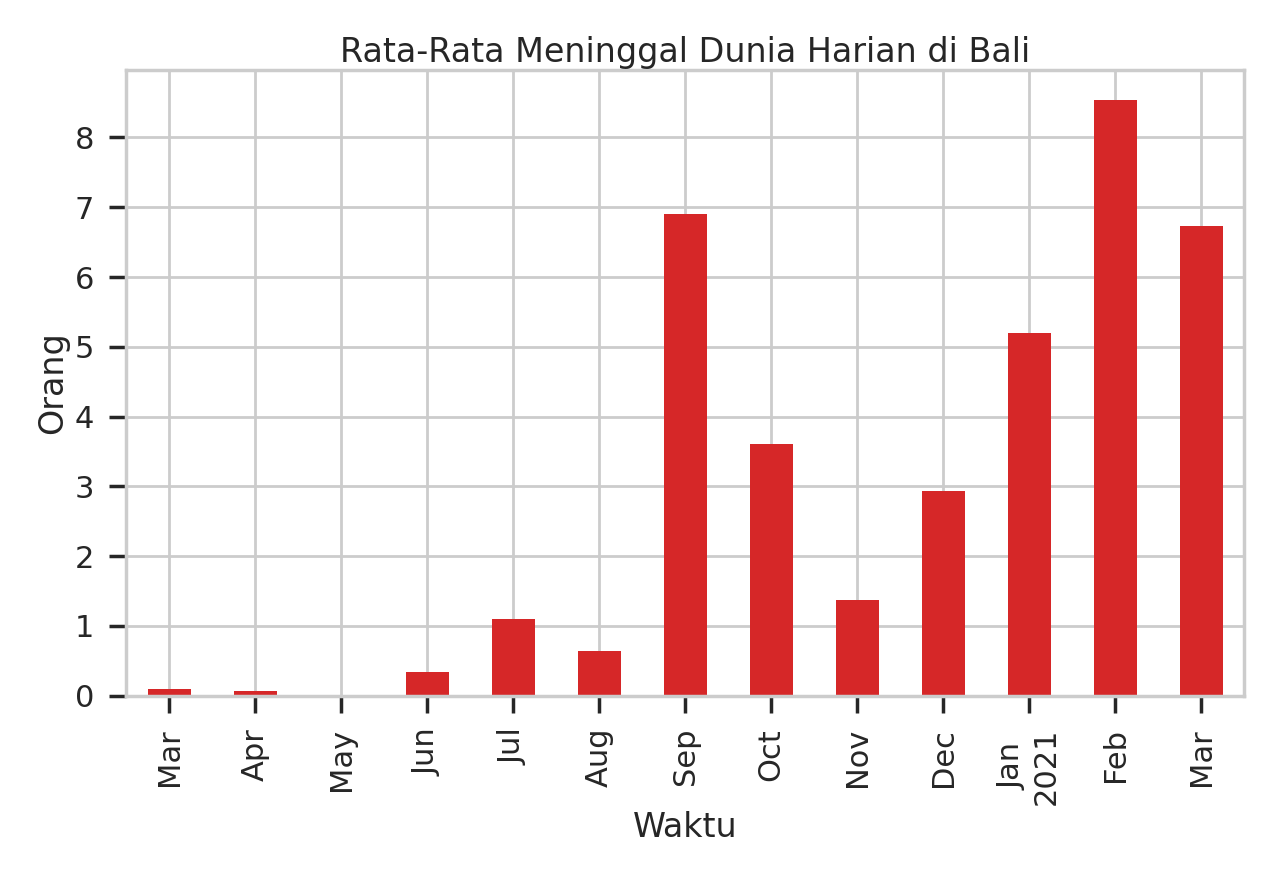 Rata-Rata Meninggal Dunia Harian di Bali
8
7
6
5
4
3
2
1
0
Orang
Mar
Apr
May
Jun
Jul
Aug
Sep
Oct
Nov
Dec
Jan
2021
Feb
Mar
Waktu